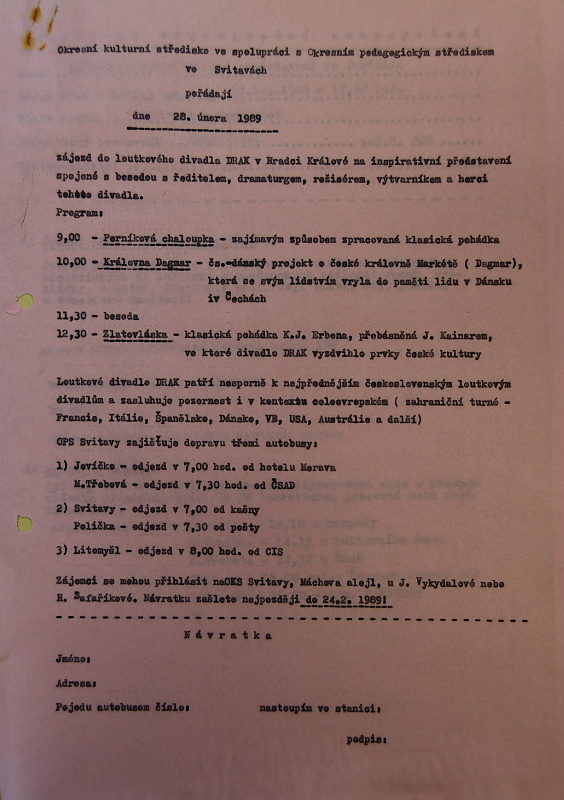 Okresní kulturní středisko ve spolupráci s Okresním pedagogickým střediskem
ve Svitavách
pořádají
dne 28. února 1989
zájezd do loutkového divadla DRAK v Hradci Králové na inspirativní představení
spojené s besedou s ředitelem, dramaturgem, režisérem, výtvarníkem a herci
tohoto divadla.
Program:
9,00 - Perníková chaloupka - zajímavým způsobem zpracovaná klasická pohádka
10,00 - Královna Dagmar - čs.-dánský projekt o české královně Markétě ( Dagmar),
která se svým lidstvím vryla do paměti lidu v Dánsku
iv Čechách
11,30 - beseda
12,30 - Zlatovláska - klasická pohádka K.J. Erbena, přebásněná J. Kainarem,
ve které divadlo DRAK vyzdvihlo prvky české kultury
Loutkové divadlo DRAK patří nesporně k nejpřednějším československým loutkovým
divadlům a zasluhuje pozornost i v kontextu celoevropském ( zahraniční turné -
Francie, Itálie, Španělsko, Dánsko, VB, USA, Austrálie a další)
OPS Svitavy zajišťuje dopravu třemi autobusy:
1) Jevíčko - odjezd v 7,00 hod. od hotelu Morava
M.Třebová - odjezd v 7,30 hod. od ČSAD
2) Svitavy - odjezd v 7,00 od kašny
Polička - odjezd v 7,30 od pošty
3) Litomyšl - odjezd v 8,00 hod. od CIS
Zájemci se mohou přihlásit naOKS Svitavy, Máchova alej1, u J. Vykydalové nebo
H. Šafaříkové. Návratku zašlete nejpozději do 24.2. 1989!
Návratka
Jméno:
Adresa:
Pojedu autobusem číslo: nastoupím ve stanici:
podpis: